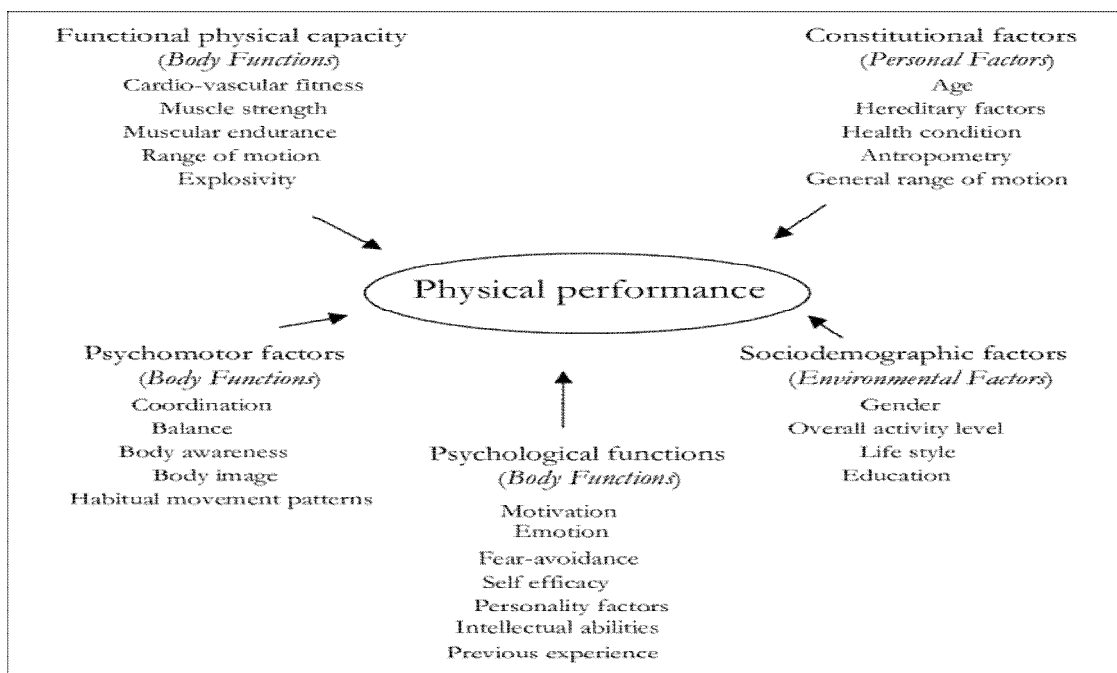 Functional physical capacity
(Body Functions)
Cardio-vascular fitness
Muscle strength
Muscular endurance
Range of motion
Explosivity
Constitutional factors
(Personal Factors)
Age
Hereditary factors
Health condition
Antropometry
General range of motion
Physical performance
Psychomotor factors
(Body Functions)
Coordination
Balance
Body awareness
Body image
Habitual movement patterns
Psychological functions
(Body Functions)
Motivation
Emotion
Fear-avoidance
Self efficacy
Personality factors
Intellectual abilities
Previous experience
Sociodemographic factors
(Environmental Factors)
Gender
Overall activity level
Life style
Education